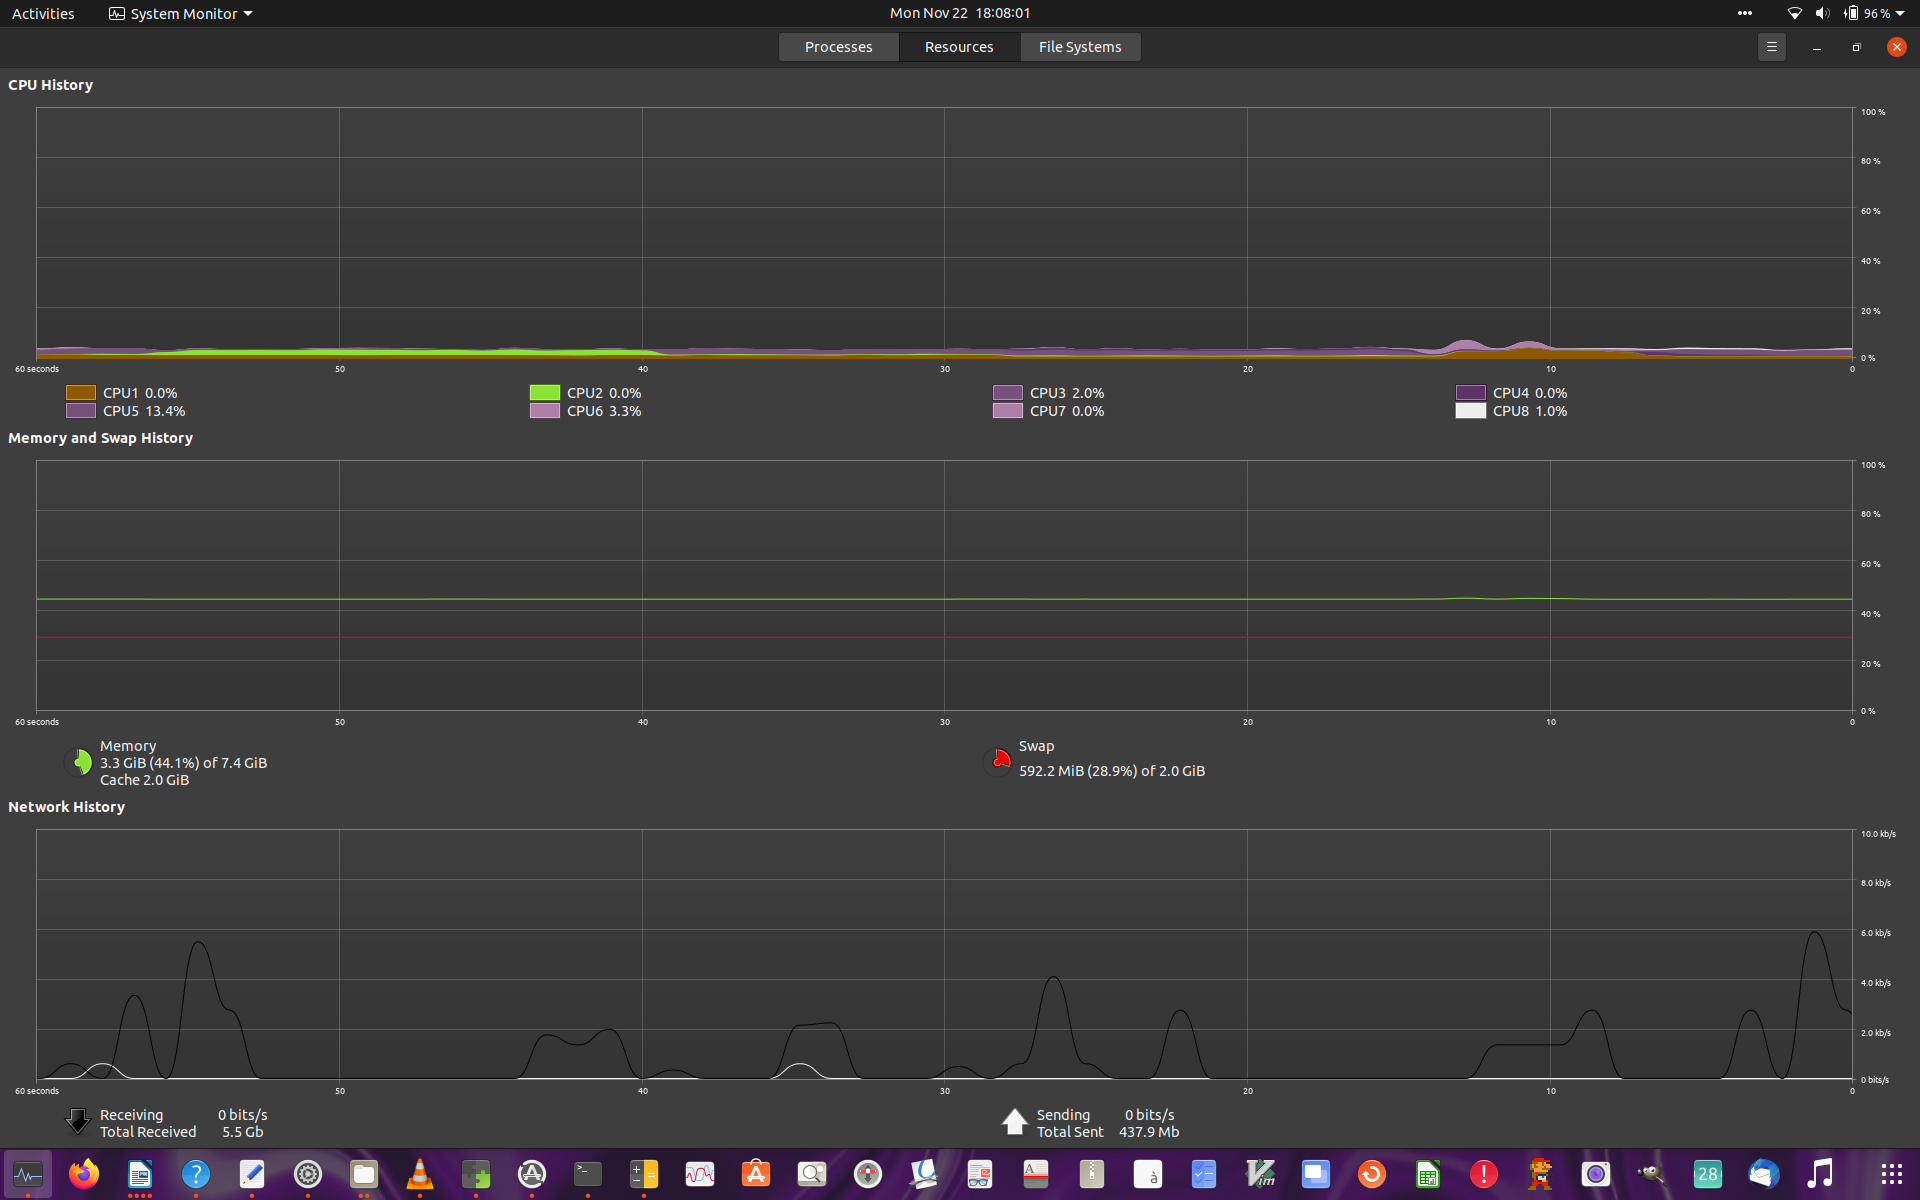 Activities
System Monitor
Mon Nov 22 18:08:01
96 %
Processes
Resources
File Systems
CPU History
100 %
80 %
60 %
40 %
20 %
0 %
60 seconds 50 40 30 20 10 0
CPU1 0.0% CPU2 0.0% CPU3 2.0% CPU4 0.0%
CPU5 13.4% CPU6 3.3% CPU7 0.0% CPU8 1.0%
Memory and Swap History
100 %
80 %
60 %
40 %
20 %
0 %
60 seconds 50 40 30 20 10 0
Memory
3.3 GiB (44.1%) of 7.4 GiB
Cache 2.0 GiB
Swap
592.2 MiB (28.9%) of 2.0 GiB
Network History
10.0 kb/s
8.0 kb/s
6.0 kb/s
4.0 kb/s
2.0 kb/s
0 bits/s
60 seconds 50 40 30 20 10 0
Receiving 0 bits/s
Total Received 5.5 Gb
Sending 0 bits/s
Total Sent 437.9 Mb
?
>_
A
à
Vim
!
28